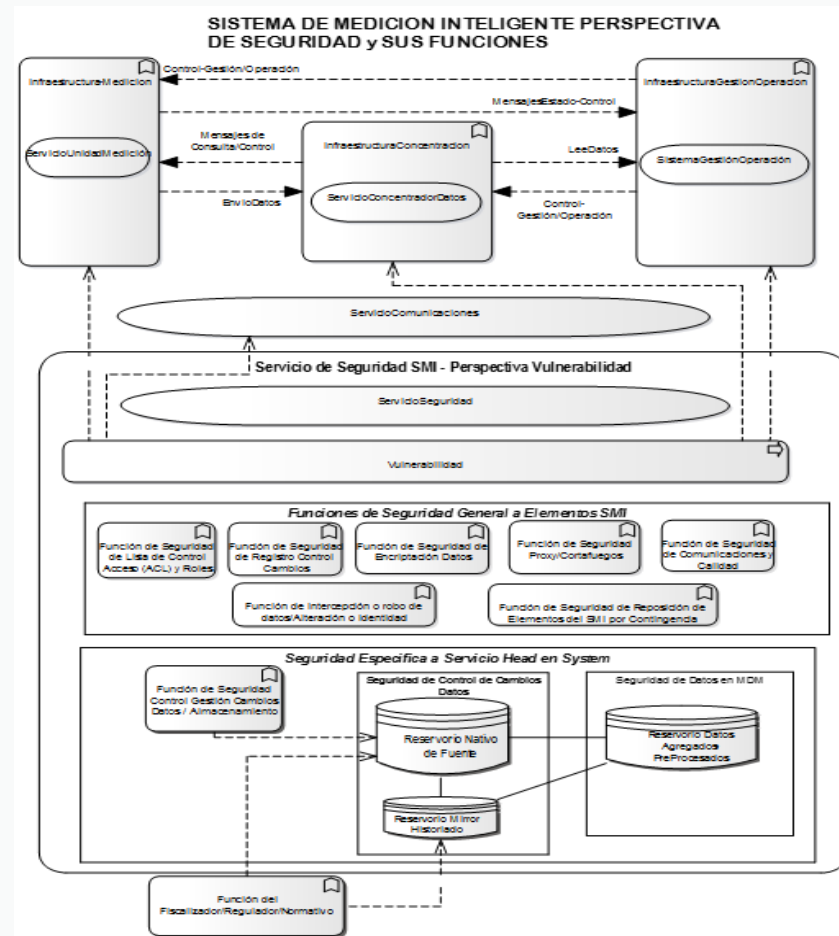 SISTEMA DE MEDICION INTELIGENTE PERSPECTIVA
DE SEGURIDAD y SUS FUNCIONES
Control-Gestión/Operación
Infraestructura-Medicion
InfraestructuraGestionOperacion
MensajesEstado-Control
Mensajes de
Consulta/Control
InfraestructuraConcentracion
LeeDatos
ServicioUnidadMedición
SistemaGestiónOperación
ServicioConcentradorDatos
EnvíoDatos
Control-
Gestión/Operación
ServicioComunicaciones
Servicio de Seguridad SMI - Perspectiva Vulnerabilidad
ServicioSeguridad
Vulnerabilidad
Funciones de Seguridad General a Elementos SMI
Función de Seguridad
de Lista de Control
Acceso (ACL) y Roles
Función de Seguridad
de Registro Control
Cambios
Función de Seguridad de
Encriptación Datos
Función de Seguridad
Proxy/Cortafuegos
Función de Seguridad
de Comunicaciones y
Calidad
Función de Intercepción o robo de
datos/Alteración o Identidad
Función de Seguridad de Reposición de
Elementos del SMI por Contingencia
Seguridad Especifica a Servicio Head en System
Función de Seguridad
Control Gestión Cambios
Datos / Almacenamiento
Seguridad de Control de Cambios
Datos
Seguridad de Datos en MDM
Reservorio Nativo
de Fuente
Reservorio Datos
Agregados
PreProcesados
Reservorio Mirror
Historiado
Función del
Fiscalizador/Regulador/Normativo